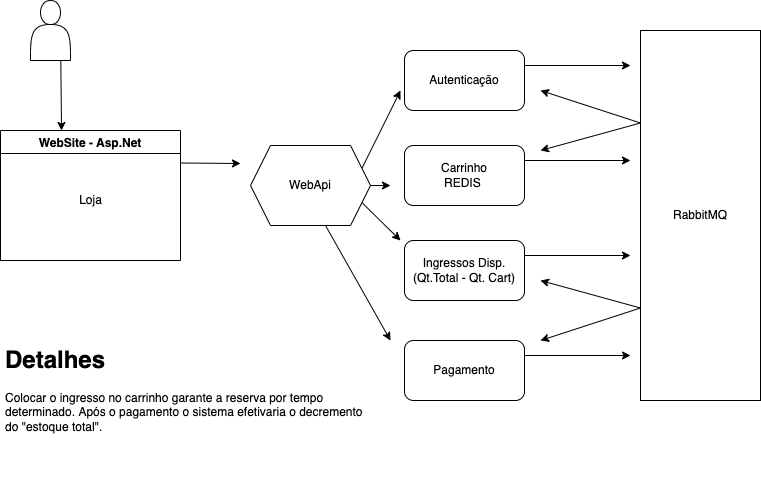 WebSite - Asp.Net
Loja
WebApi
Autenticação
Carrinho
REDIS
Ingressos Disp.
(Qt.Total - Qt. Cart)
Pagamento
RabbitMQ
Detalhes
Colocar o ingresso no carrinho garante a reserva por tempo
determinado. Após o pagamento o sistema efetivaria o decremento
do "estoque total".